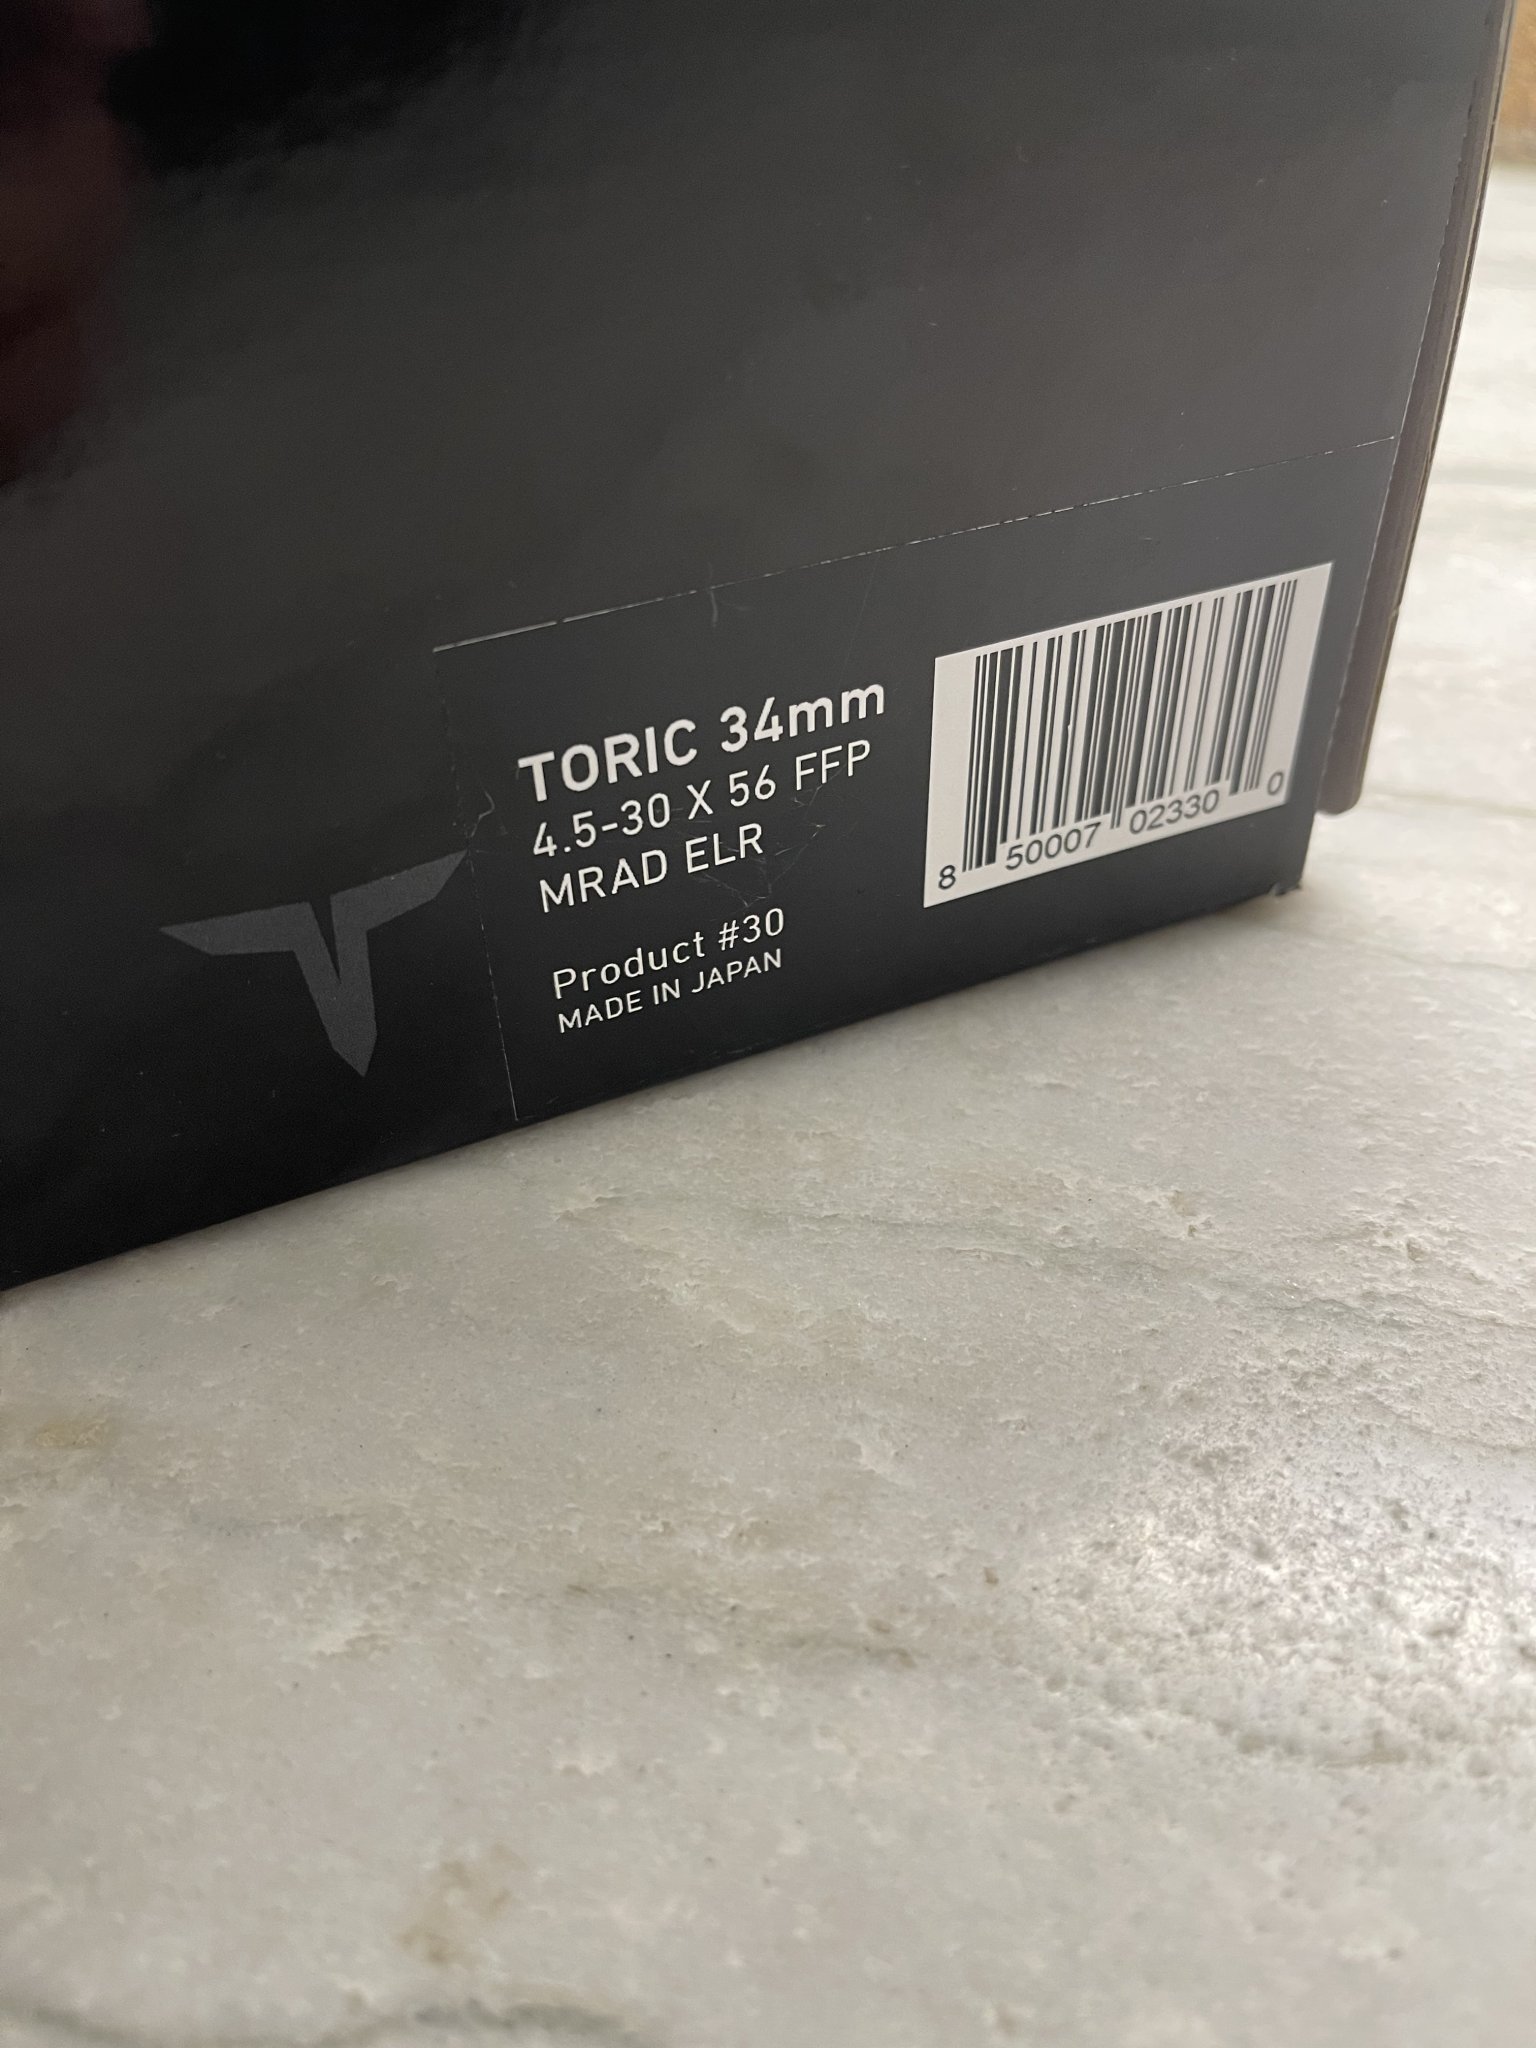 TORIC 34mm
4.5-30 X 56 FFP
MRAD ELR
Product #30
MADE IN JAPAN
8 50007 02330 0